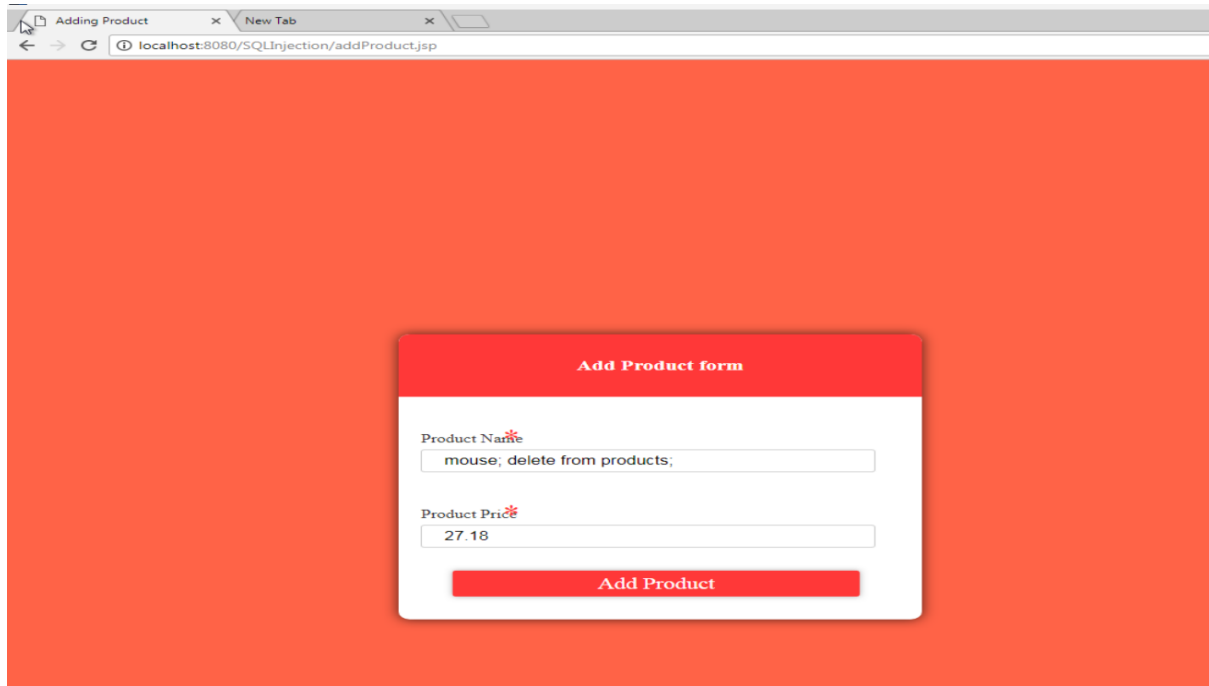 Adding Product
New Tab
localhost:8080/SQLInjection/addProduct.jsp
Add Product form
Product Name*
mouse; delete from products;
Product Price*
27.18
Add Product